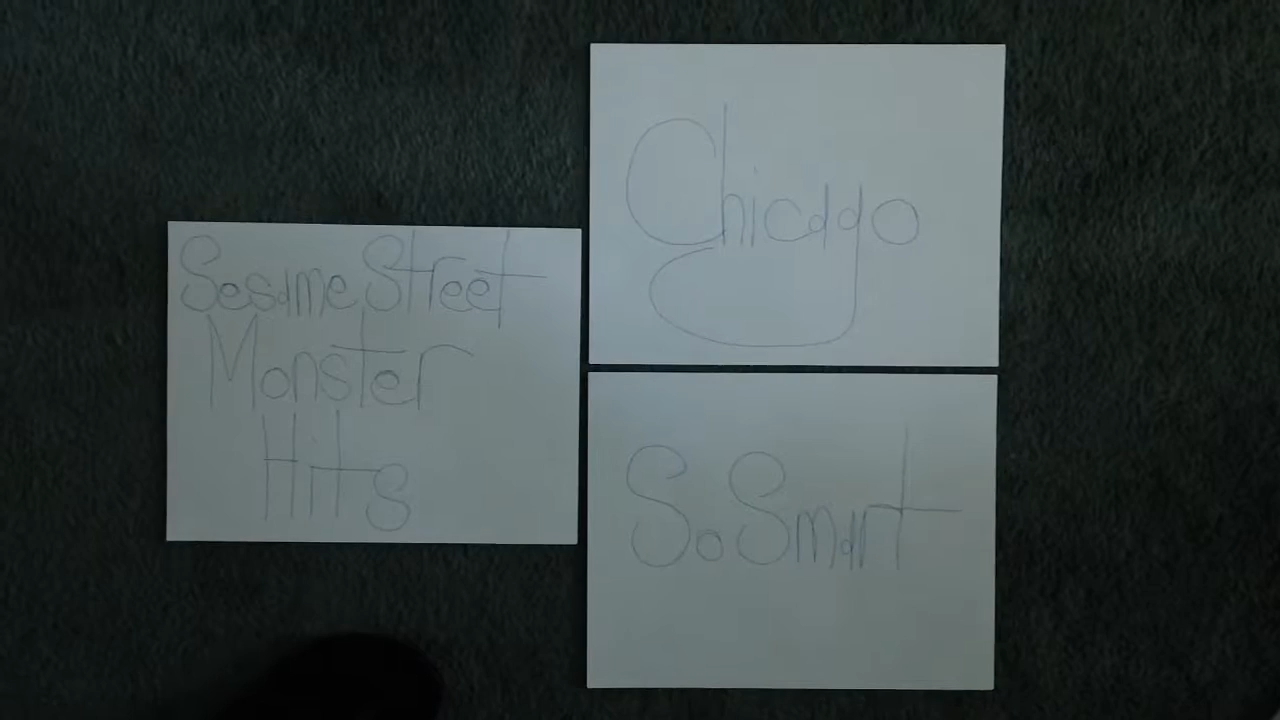 Sesame Street
Monster
Hits
Chicago
So Smart